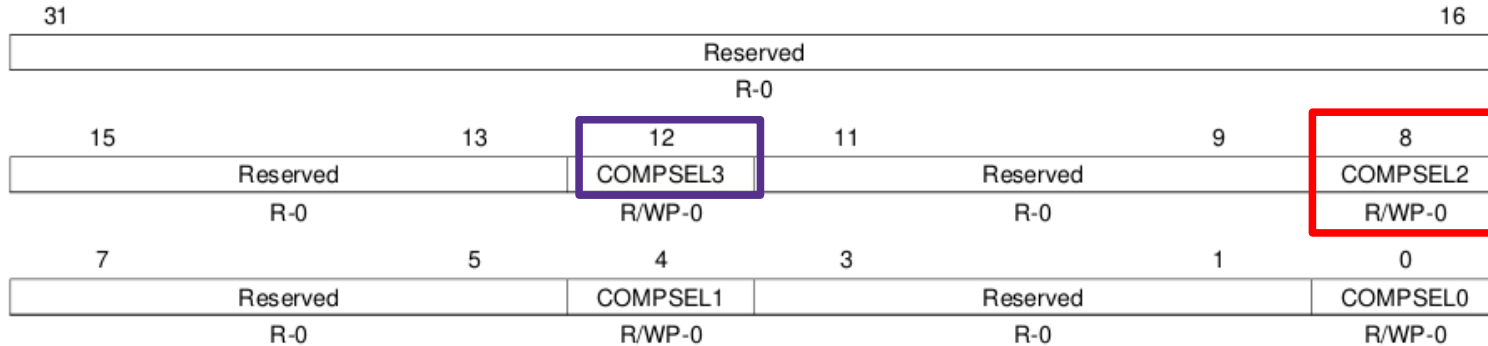 31 16
Reserved
R-0
15 13 12 11 9 8
Reserved COMPSEL3 Reserved COMPSEL2
R-0 R/WP-0 R-0 R/WP-0
7 5 4 3 1 0
Reserved COMPSEL1 Reserved COMPSEL0
R-0 R/WP-0 R-0 R/WP-0